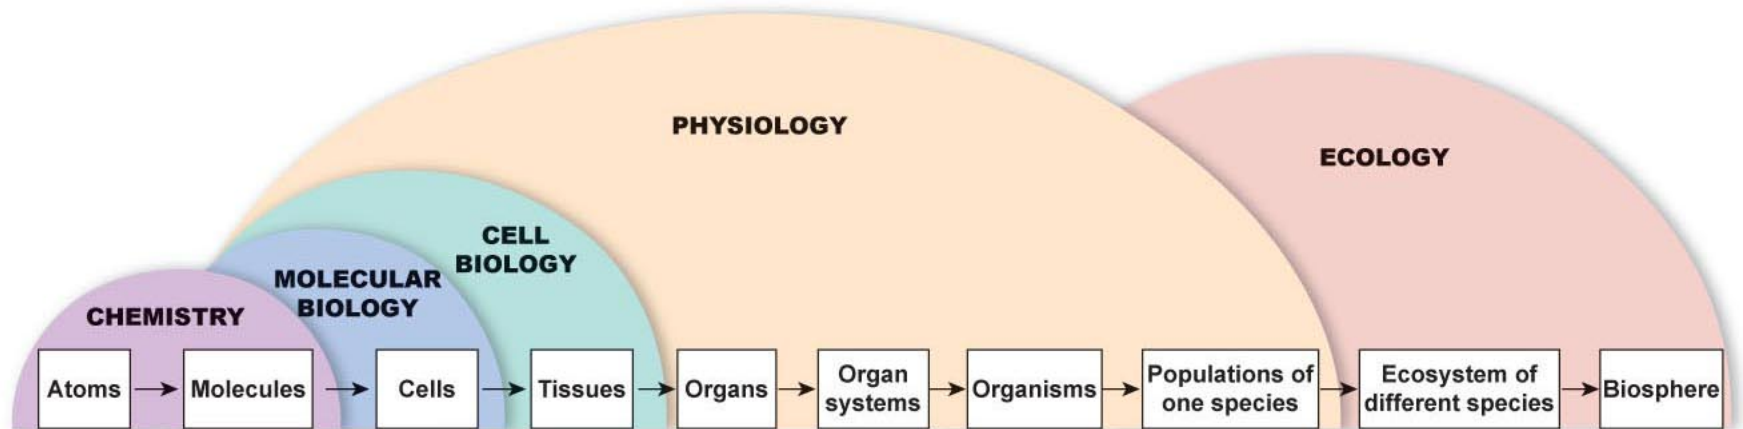 PHYSIOLOGY
ECOLOGY
CELL
BIOLOGY
MOLECULAR
BIOLOGY
CHEMISTRY
Atoms
Molecules
Cells
Tissues
Organs
Organ
systems
Organisms
Populations of
one species
Ecosystem of
different species
Biosphere